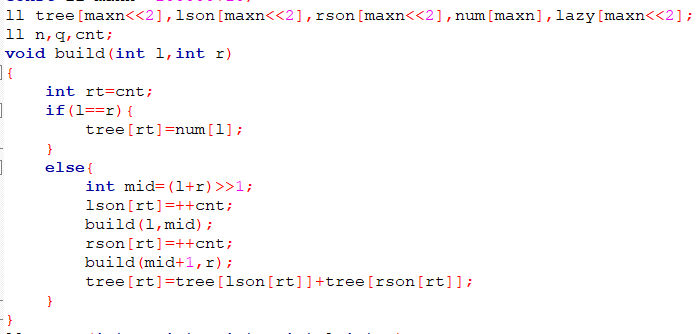 ll tree[maxn<<2],lson[maxn<<2],rson[maxn<<2],num[maxn],lazy[maxn<<2];
ll n,q,cnt;
void build(int l,int r)
{
    int rt=cnt;
    if(l==r){
        tree[rt]=num[l];
    }
    else{
        int mid=(l+r)>>1;
        lson[rt]=++cnt;
        build(l,mid);
        rson[rt]=++cnt;
        build(mid+1,r);
        tree[rt]=tree[lson[rt]]+tree[rson[rt]];
    }
}